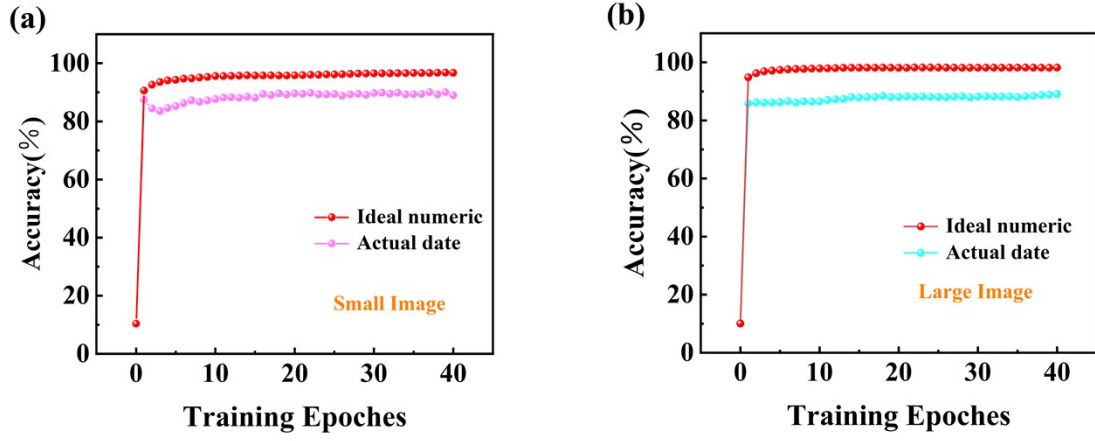 (a)
100
80
60
40
20
0
Accuracy(%)
Ideal numeric
Actual date
Small Image
0 10 20 30 40
Training Epoches
(b)
100
80
60
40
20
0
Accuracy(%)
Ideal numeric
Actual date
Large Image
0 10 20 30 40
Training Epoches